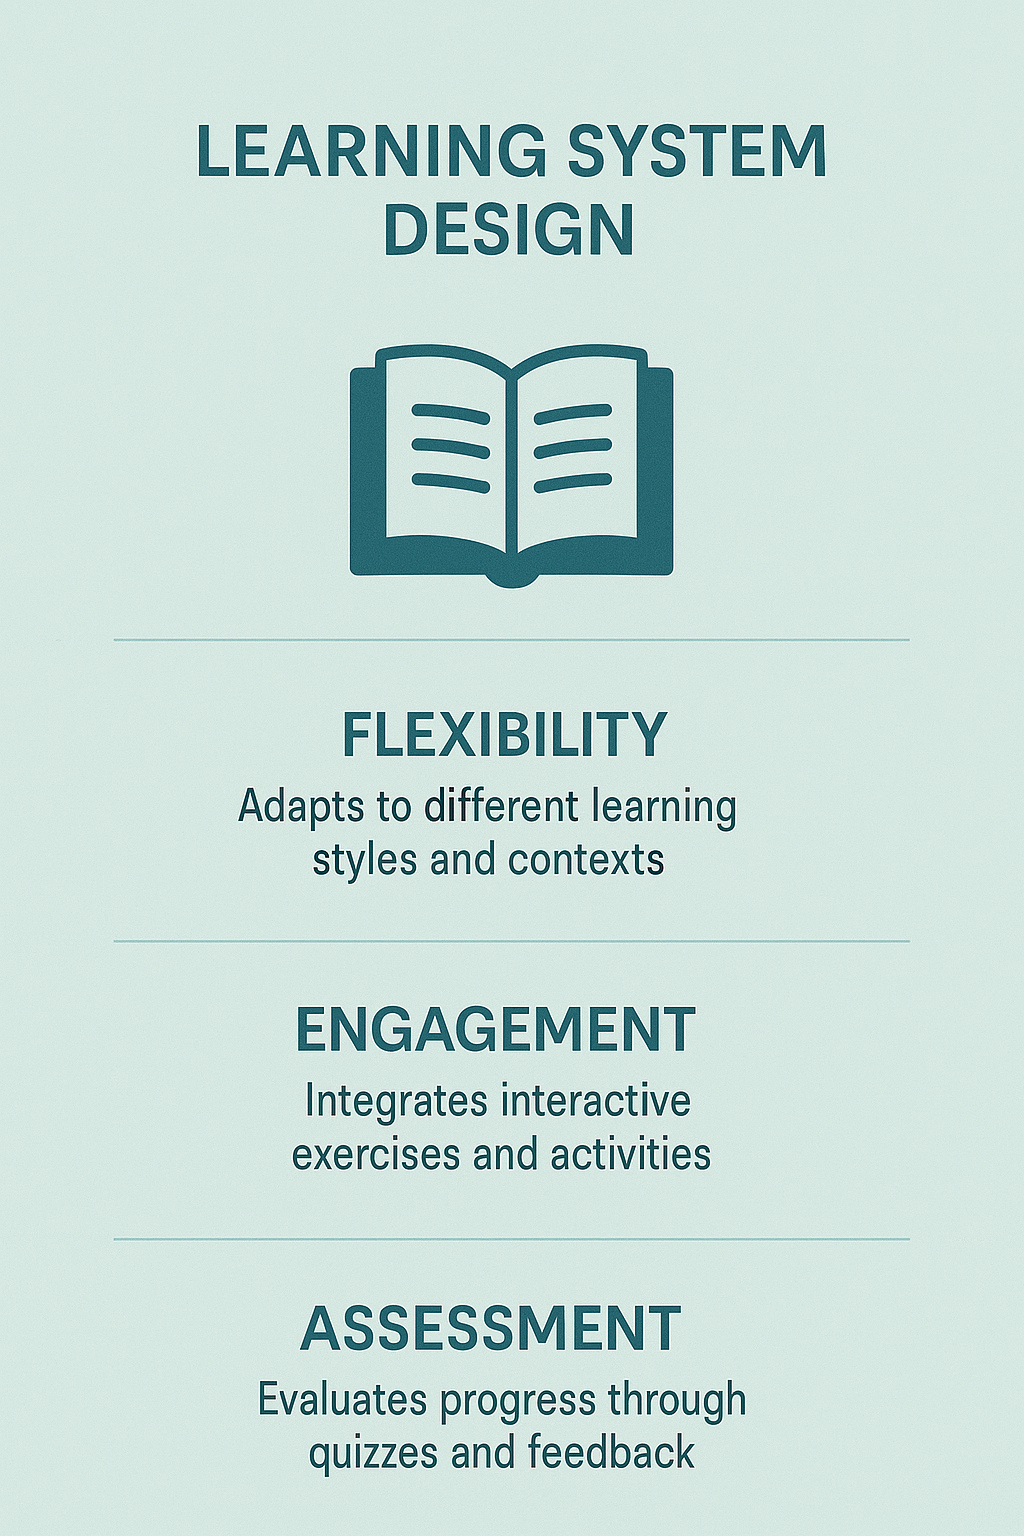 LEARNING SYSTEM
DESIGN
FLEXIBILITY
Adapts to different learning
styles and contexts
ENGAGEMENT
Integrates interactive
exercises and activities
ASSESSMENT
Evaluates progress through
quizzes and feedback